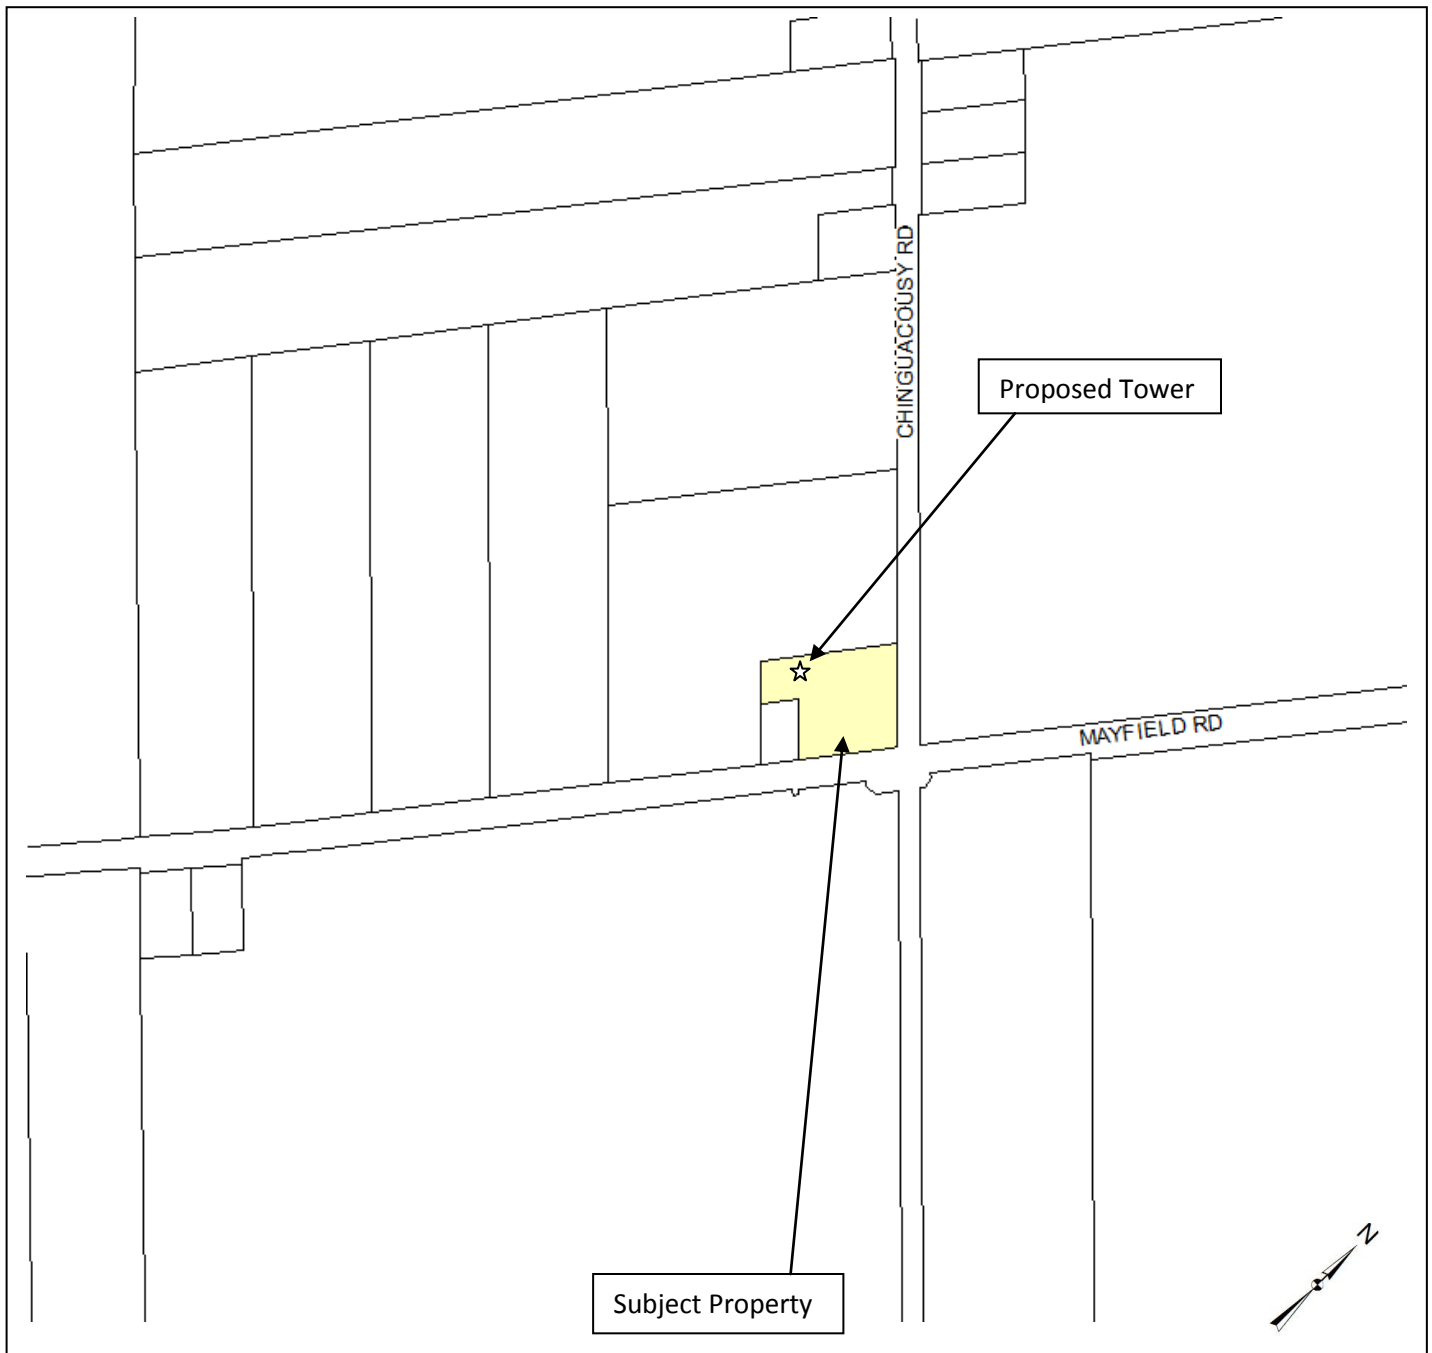 CHINGUACOUSY RD
Proposed Tower
MAYFIELD RD
N
Subject Property